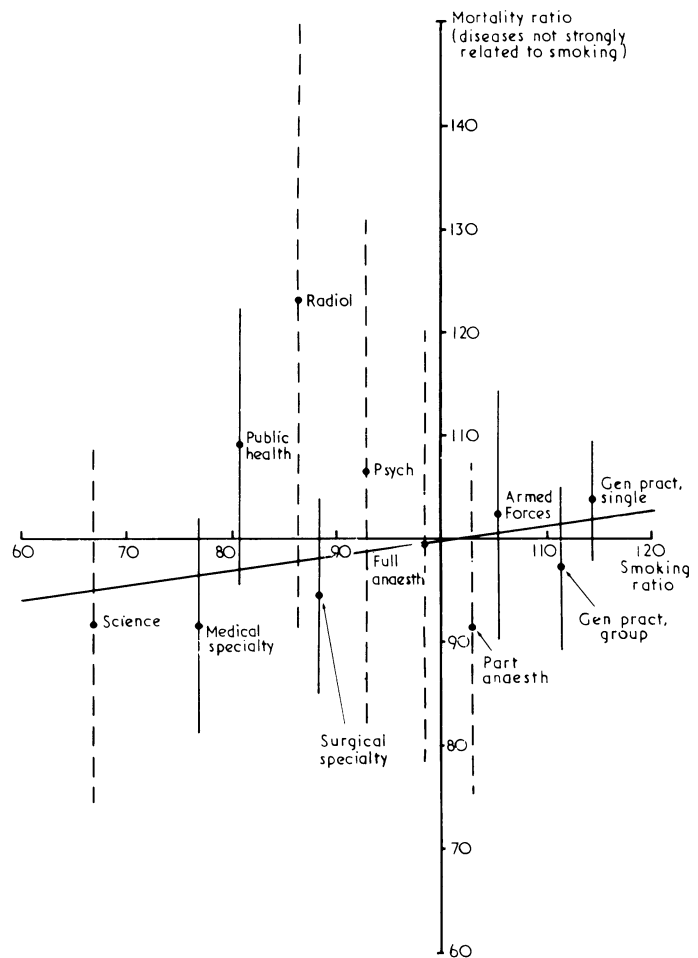 Mortality ratio
(diseases not strongly
related to smoking)
140
130
Radiol
120
110
Public
health
Psych
Gen pract,
single
Armed
Forces
60
70
80
90
110
120
Smoking
ratio
Full
anaesth
Science
Medical
specialty
Gen pract,
group
90
Part
anaesth
Surgical
specialty
80
70
60